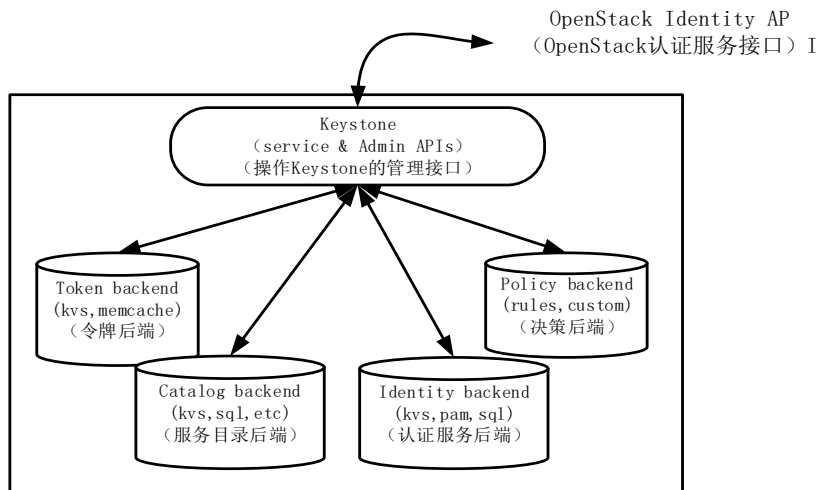 OpenStack Identity AP
（OpenStack认证服务接口）I
Keystone
（service & Admin APIs）
（操作Keystone的管理接口）
Token backend
(kvs,memcache)
（令牌后端）
Policy backend
(rules,custom)
（决策后端）
Catalog backend
(kvs,sql,etc)
（服务目录后端）
Identity backend
(kvs,pam,sql)
（认证服务后端）